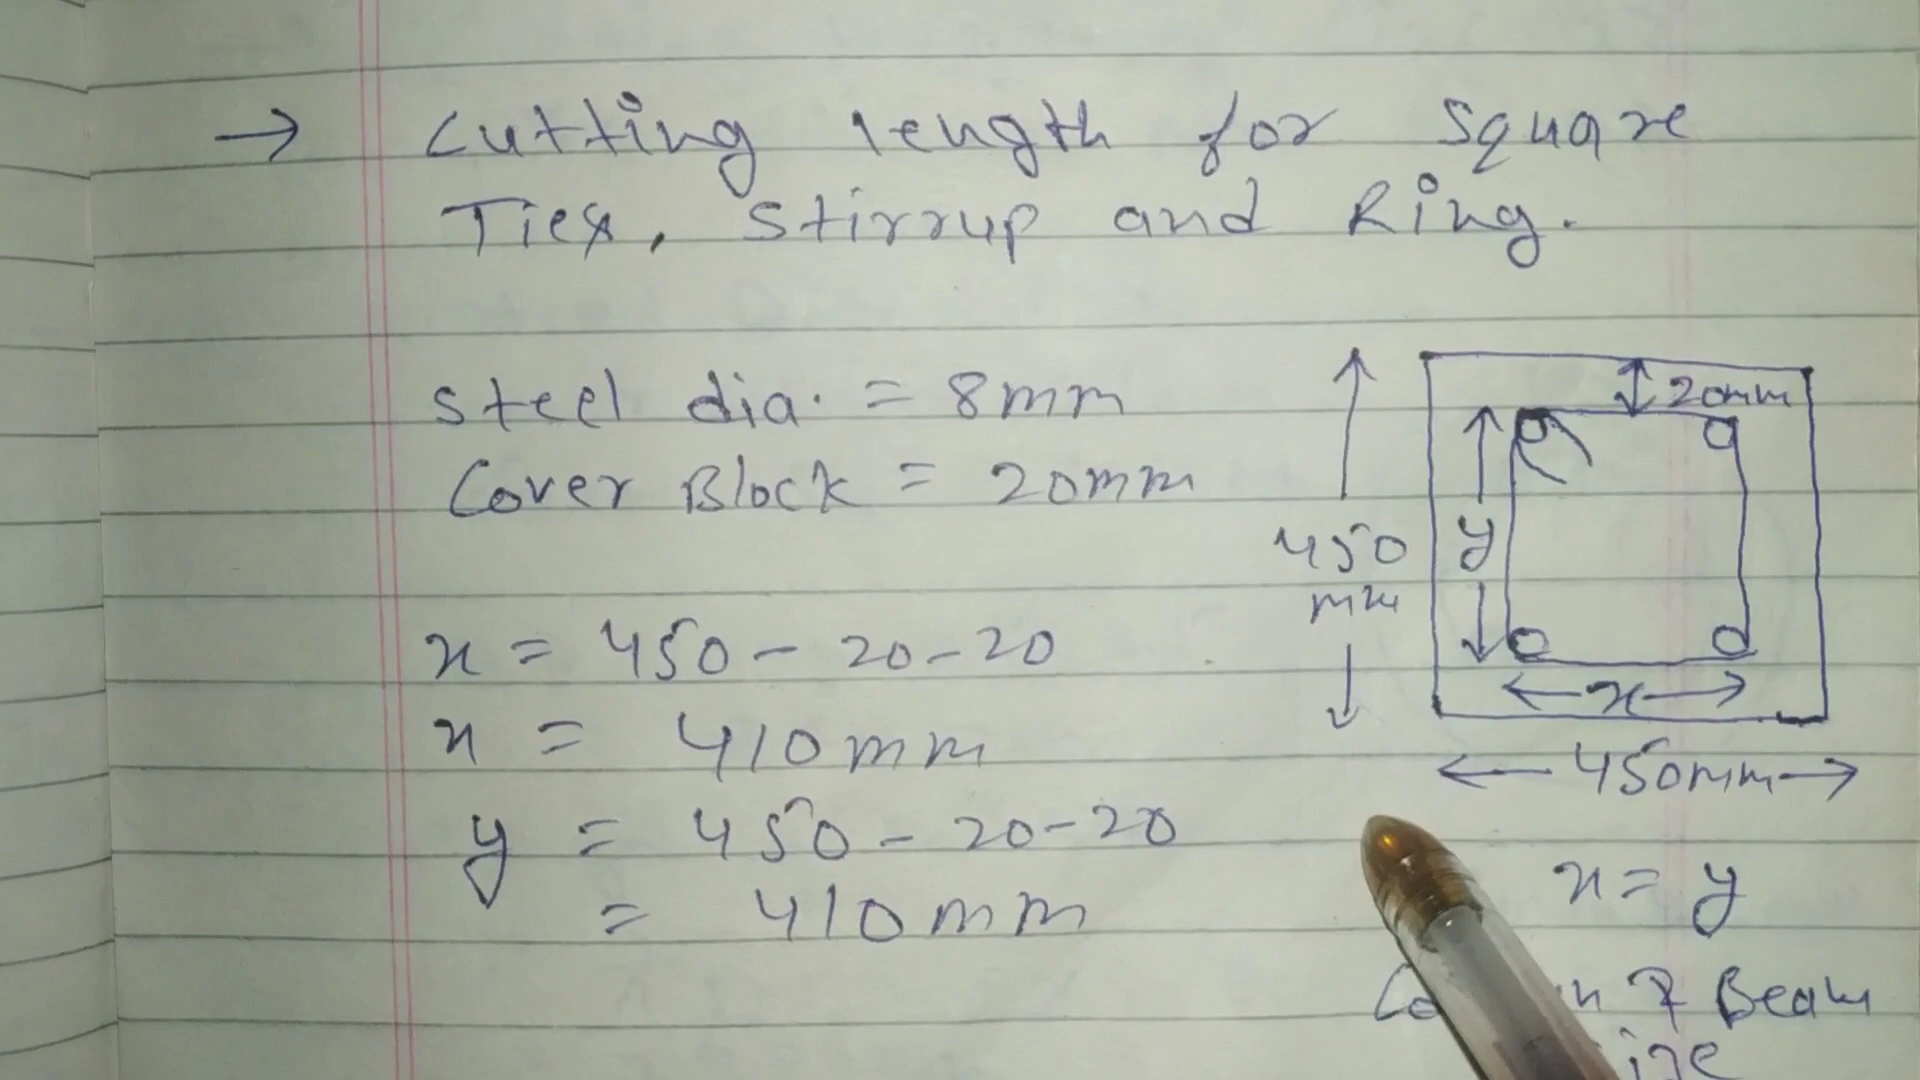 → Cutting length for square
Ties, Stirrup and Ring.
Steel dia. = 8mm
Cover Block = 20mm
x = 450 - 20 - 20
x = 410mm
y = 450 - 20 - 20
= 410mm
20mm
450
mm
y
x
450mm
x = y
Beam